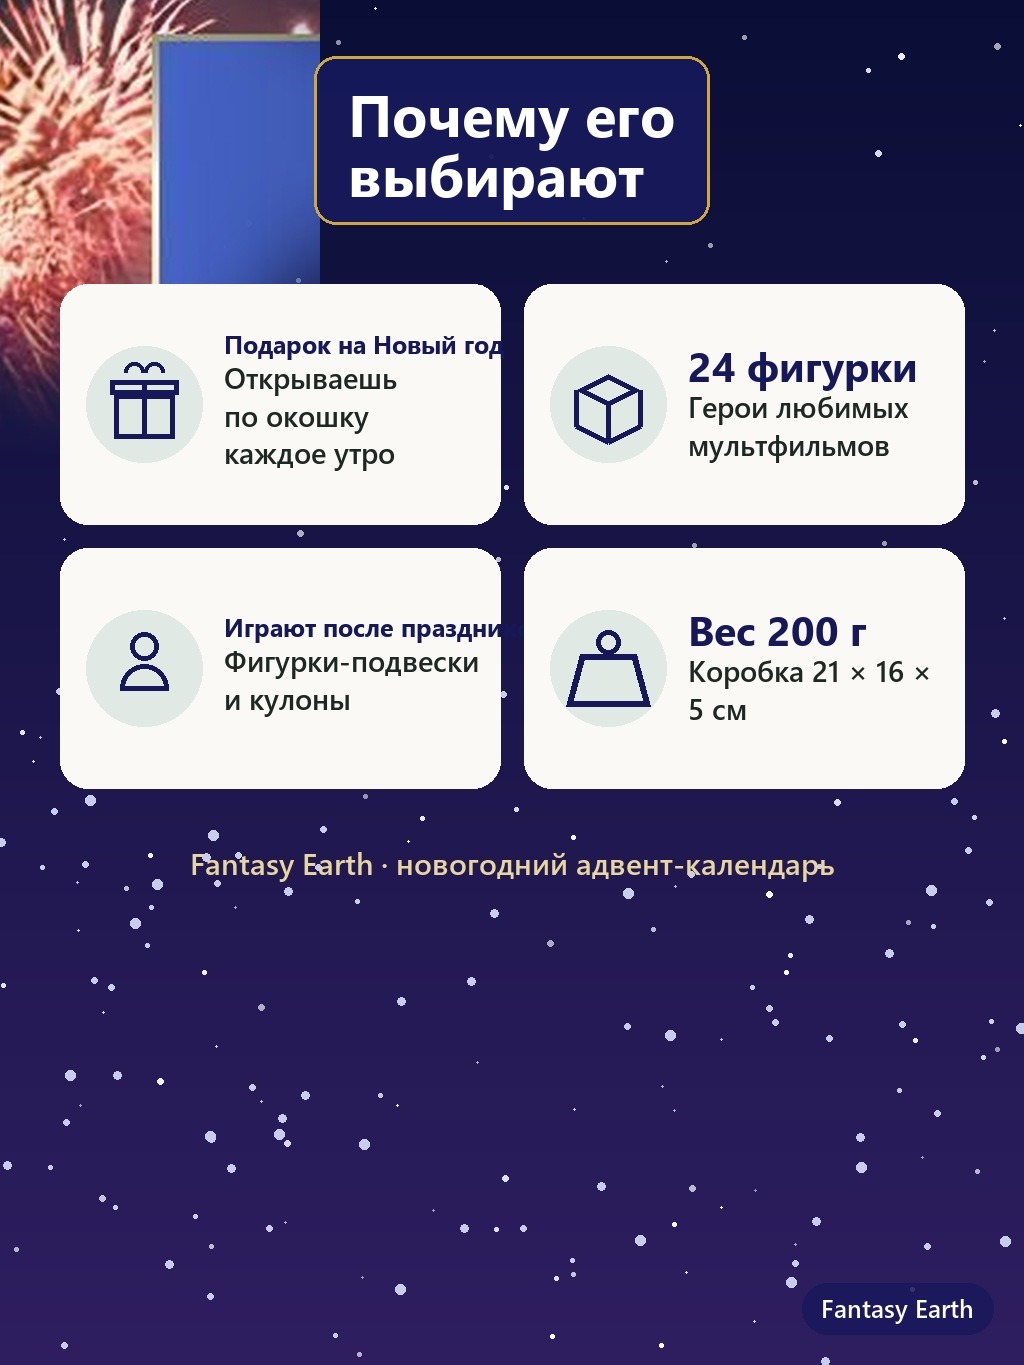 Почему его
выбирают
Подарок на Новый год
Открываешь
по окошку
каждое утро
24 фигурки
Герои любимых
мультфильмов
Играют после
Фигурки-подвески
и кулоны
Вес 200 г
Коробка 21 × 16 ×
5 см
Fantasy Earth · новогодний адвент-календарь
Fantasy Earth